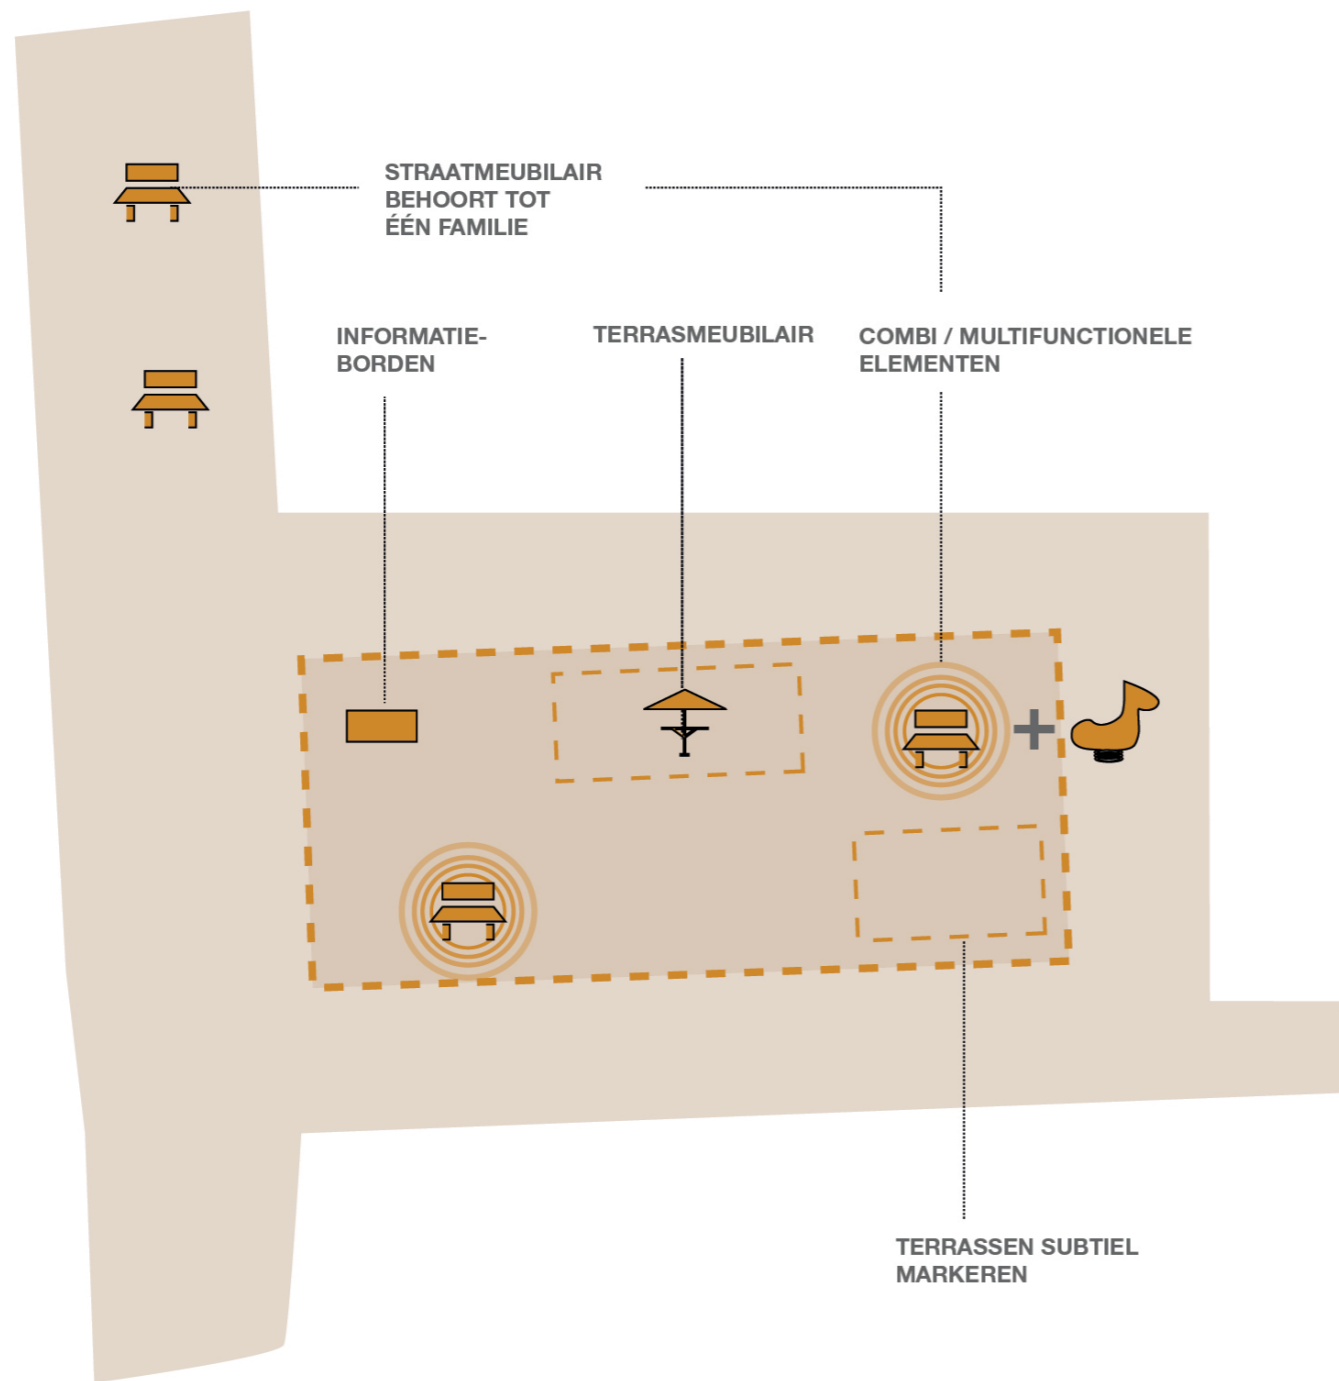 STRAATMEUBILAIR
BEHOORT TOT
ÉÉN FAMILIE
INFORMATIE-
BORDEN
TERRASMEUBILAIR
COMBI / MULTIFUNCTIONELE
ELEMENTEN
TERRASSEN SUBTIEL
MARKEREN